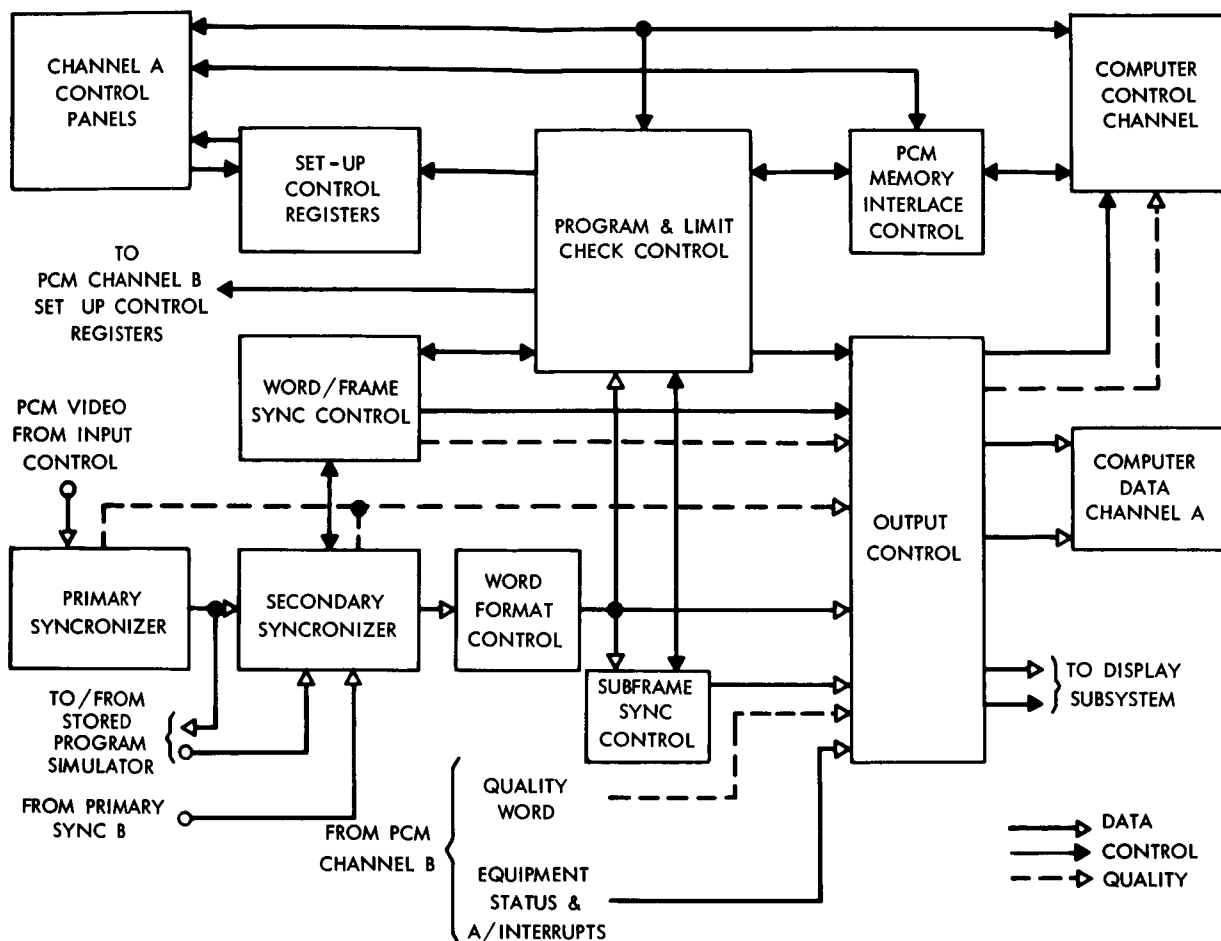 CHANNEL A
CONTROL
PANELS
COMPUTER
CONTROL
CHANNEL
SET-UP
CONTROL
REGISTERS
PROGRAM & LIMIT
CHECK CONTROL
PCM
MEMORY
INTERLACE
CONTROL
TO
PCM CHANNEL B
SET UP CONTROL
REGISTERS
WORD/FRAME
SYNC CONTROL
PCM VIDEO
FROM INPUT
CONTROL
OUTPUT
CONTROL
COMPUTER
DATA
CHANNEL A
PRIMARY
SYNCRONIZER
SECONDARY
SYNCRONIZER
WORD
FORMAT
CONTROL
SUBFRAME
SYNC
CONTROL
TO DISPLAY
SUBSYSTEM
TO/FROM
STORED
PROGRAM
SIMULATOR
FROM PRIMARY
SYNC B
FROM PCM
CHANNEL B
QUALITY
WORD
EQUIPMENT
STATUS &
A/INTERRUPTS
DATA
CONTROL
QUALITY